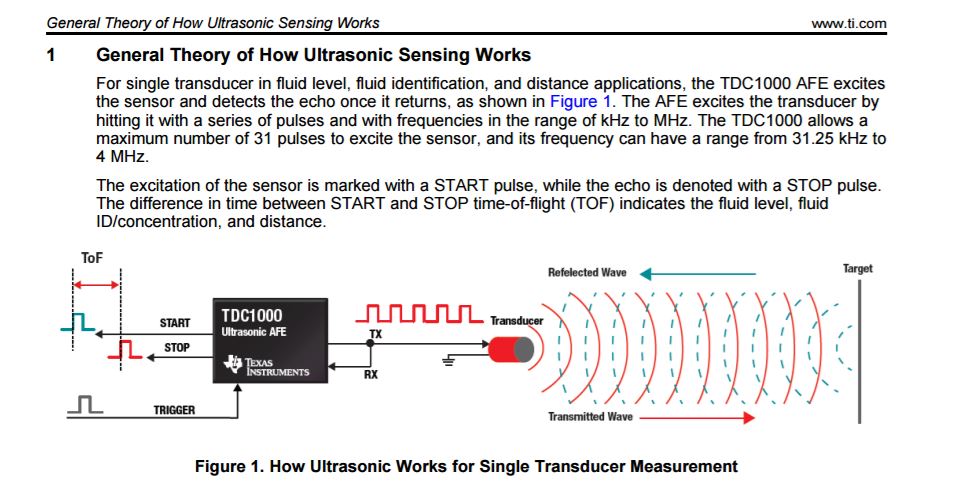 General Theory of How Ultrasonic Sensing Works www.ti.com
1 General Theory of How Ultrasonic Sensing Works
For single transducer in fluid level, fluid identification, and distance applications, the TDC1000 AFE excites
the sensor and detects the echo once it returns, as shown in Figure 1. The AFE excites the transducer by
hitting it with a series of pulses and with frequencies in the range of kHz to MHz. The TDC1000 allows a
maximum number of 31 pulses to excite the sensor, and its frequency can have a range from 31.25 kHz to
4 MHz.
The excitation of the sensor is marked with a START pulse, while the echo is denoted with a STOP pulse.
The difference in time between START and STOP time-of-flight (TOF) indicates the fluid level, fluid
ID/concentration, and distance.
ToF
Refelected Wave
Target
START
TDC1000
Ultrasonic AFE
Transducer
TX
STOP
TEXAS
INSTRUMENTS
RX
TRIGGER
Transmitted Wave
Figure 1. How Ultrasonic Works for Single Transducer Measurement